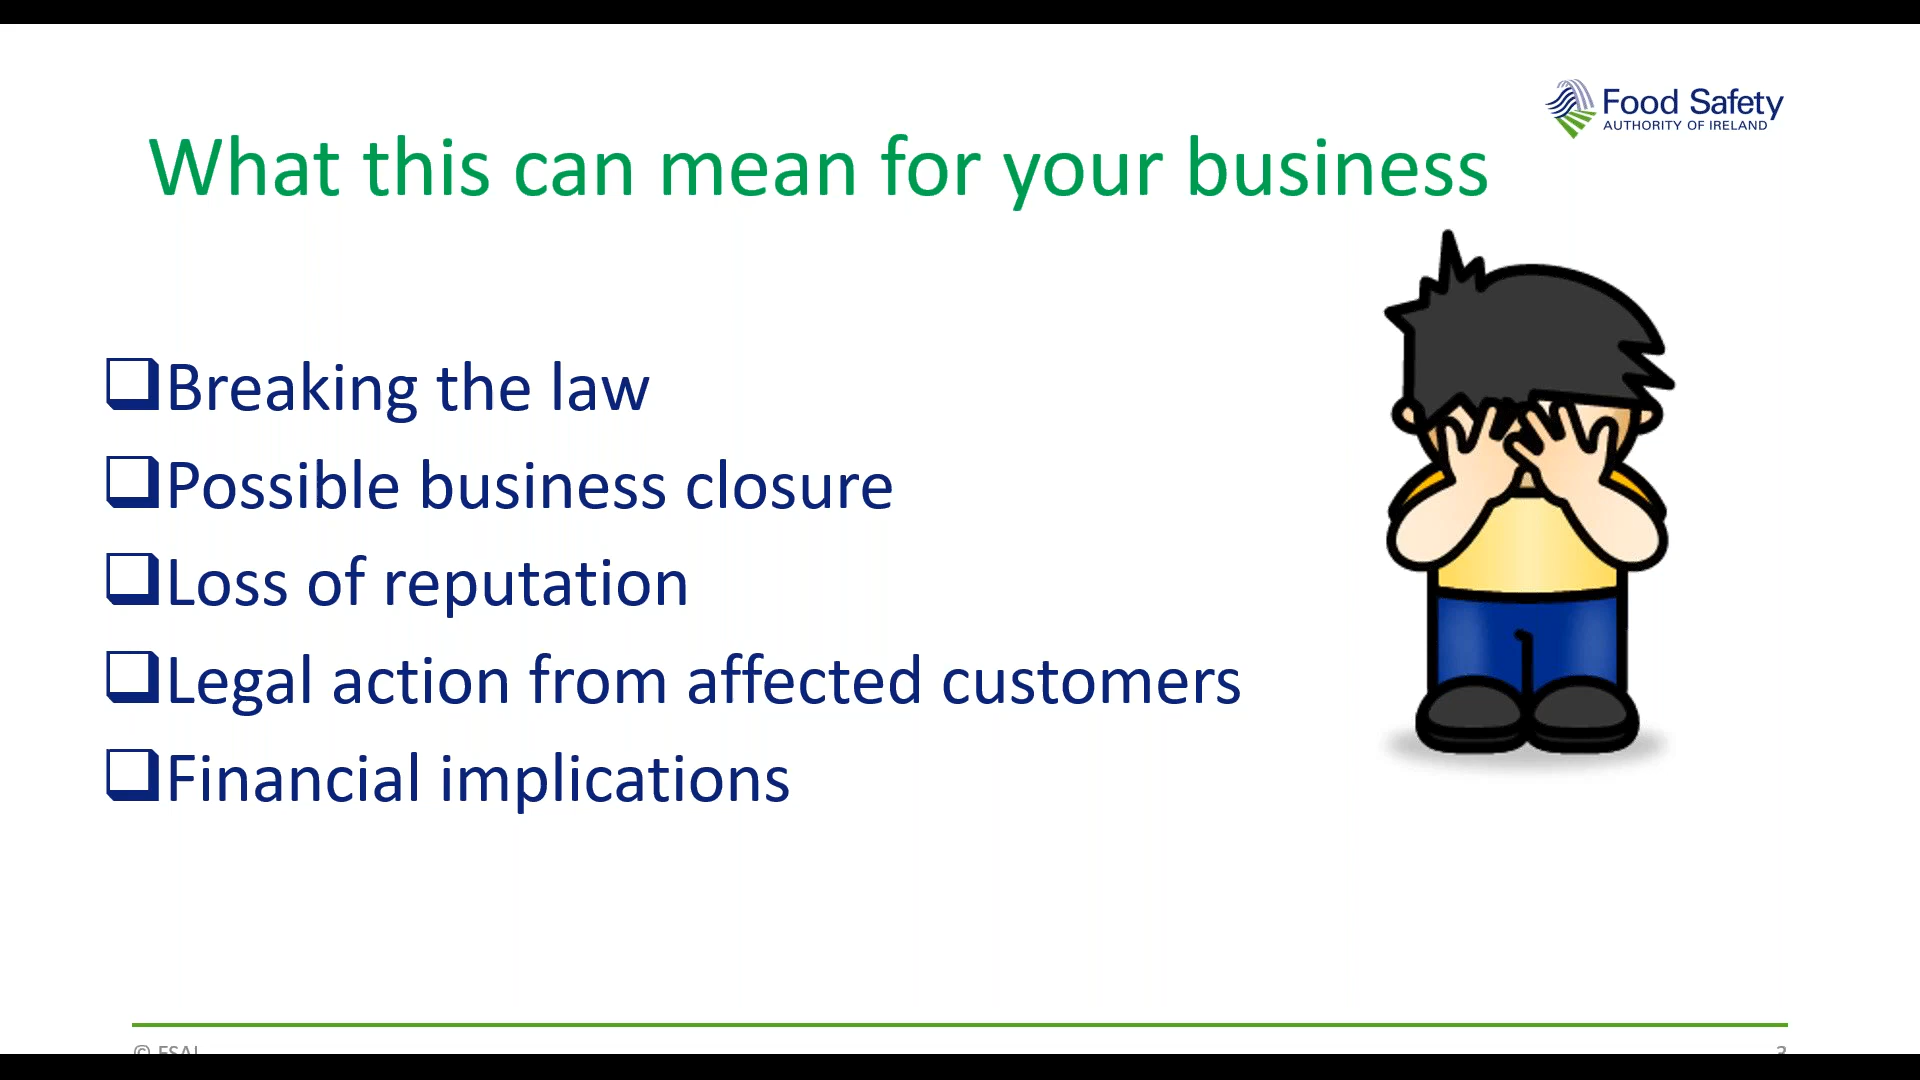 Food Safety
AUTHORITY OF IRELAND
What this can mean for your business
Breaking the law
Possible business closure
Loss of reputation
Legal action from affected customers
Financial implications
© FSAI
3